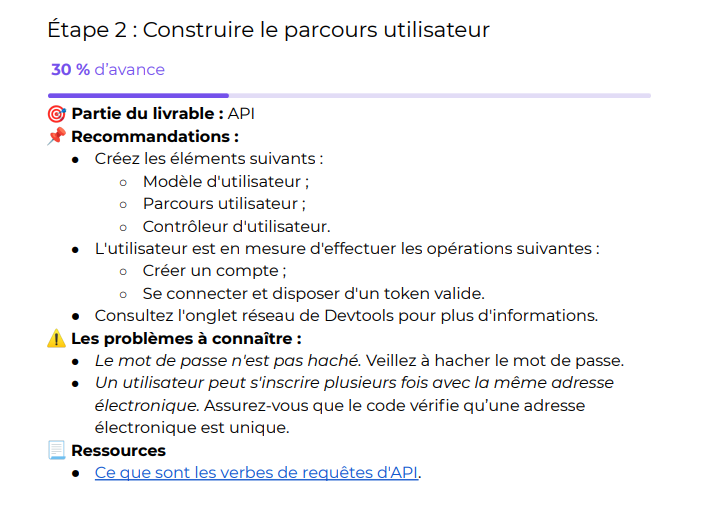 Étape 2 : Construire le parcours utilisateur
30 % d’avance
🎯 Partie du livrable : API
📌 Recommandations :
● Créez les éléments suivants :
○ Modèle d'utilisateur ;
○ Parcours utilisateur ;
○ Contrôleur d'utilisateur.
● L'utilisateur est en mesure d'effectuer les opérations suivantes :
○ Créer un compte ;
○ Se connecter et disposer d'un token valide.
● Consultez l'onglet réseau de Devtools pour plus d'informations.
⚠️ Les problèmes à connaître :
● Le mot de passe n'est pas haché. Veillez à hacher le mot de passe.
● Un utilisateur peut s'inscrire plusieurs fois avec la même adresse
électronique. Assurez-vous que le code vérifie qu’une adresse
électronique est unique.
📃 Ressources
● Ce que sont les verbes de requêtes d'API.